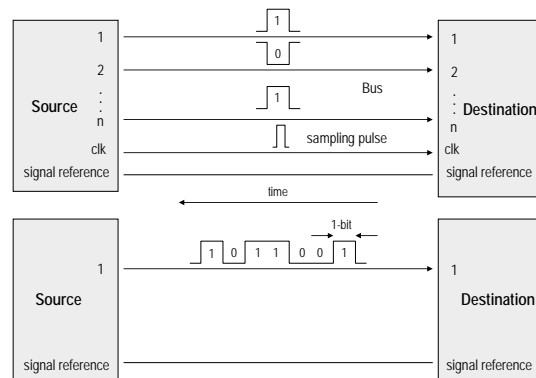 1
1 1
0
2 2
Bus
Source Destination
1
n n
clk sampling pulse clk
signal reference signal reference
time
1-bit
1 0 1 1 0 0 1
1 1
Source Destination
signal reference signal reference